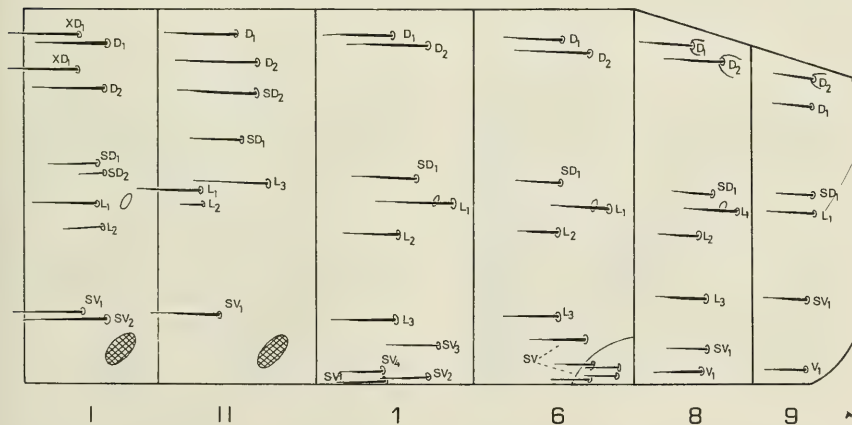 XD₁
D₁
XD₁
D₂
SD₁
SD₂
L₁
L₂
SV₁
SV₂
D₁
D₂
SD₂
SD₁
L₃
L₁
L₂
SV₁
D₁
D₂
SD₁
L₁
L₂
L₃
SV₃
SV₄
SV₁
SV₂
D₁
D₂
SD₁
L₁
L₂
L₃
SV
D₁
D₂
SD₁
L₁
L₂
L₃
SV₁
V₁
D₂
D₁
SD₁
L₁
SV₁
V₁
I II 1 6 8 9